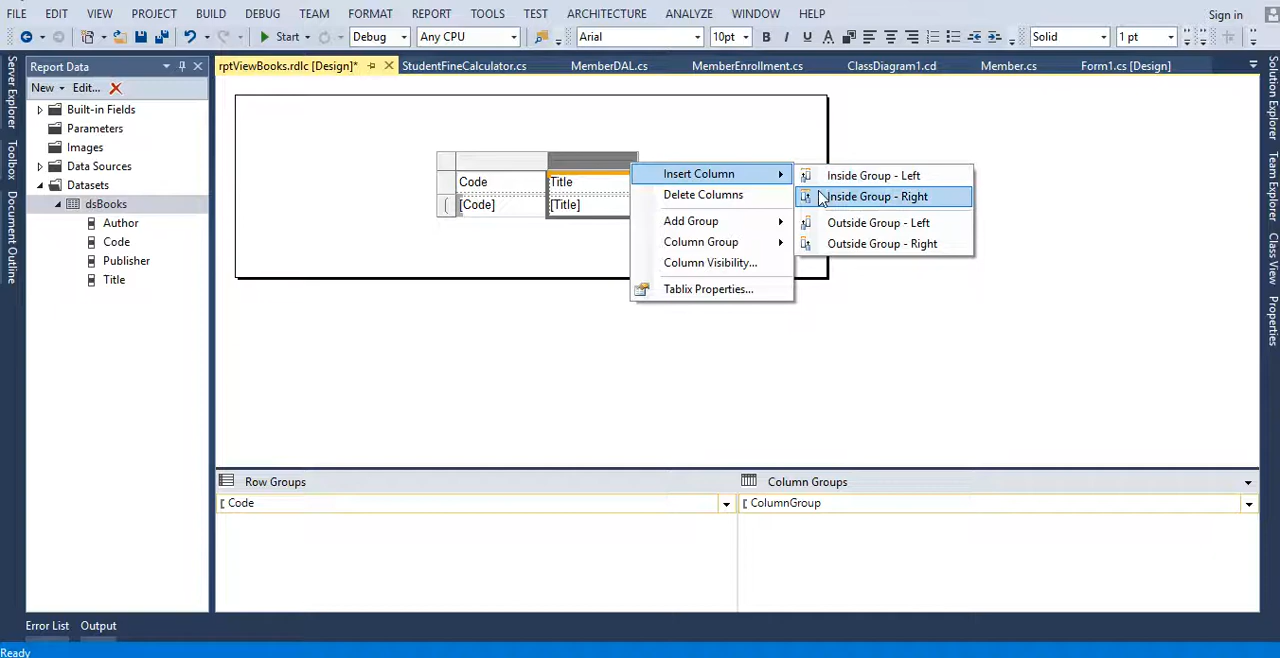 FILE EDIT VIEW PROJECT BUILD DEBUG TEAM FORMAT REPORT TOOLS TEST ARCHITECTURE ANALYZE WINDOW HELP Sign in
Start Debug Any CPU Arial 10pt B I U A Solid 1 pt
Report Data
rptViewBooks.rdlc [Design]* StudentFineCalculator.cs MemberDAL.cs MemberEnrollment.cs ClassDiagram1.cd Member.cs Form1.cs [Design]
New Edit...
Server Explorer
Toolbox
Document Outline
Built-in Fields
Parameters
Images
Data Sources
Datasets
dsBooks
Author
Code
Publisher
Title
Code Title
[Code] [Title]
Insert Column
Delete Columns
Add Group
Column Group
Column Visibility...
Tablix Properties...
Inside Group - Left
Inside Group - Right
Outside Group - Left
Outside Group - Right
Solution Explorer
Team Explorer
Class View
Properties
Row Groups Column Groups
[ Code [ ColumnGroup
Error List Output
Ready